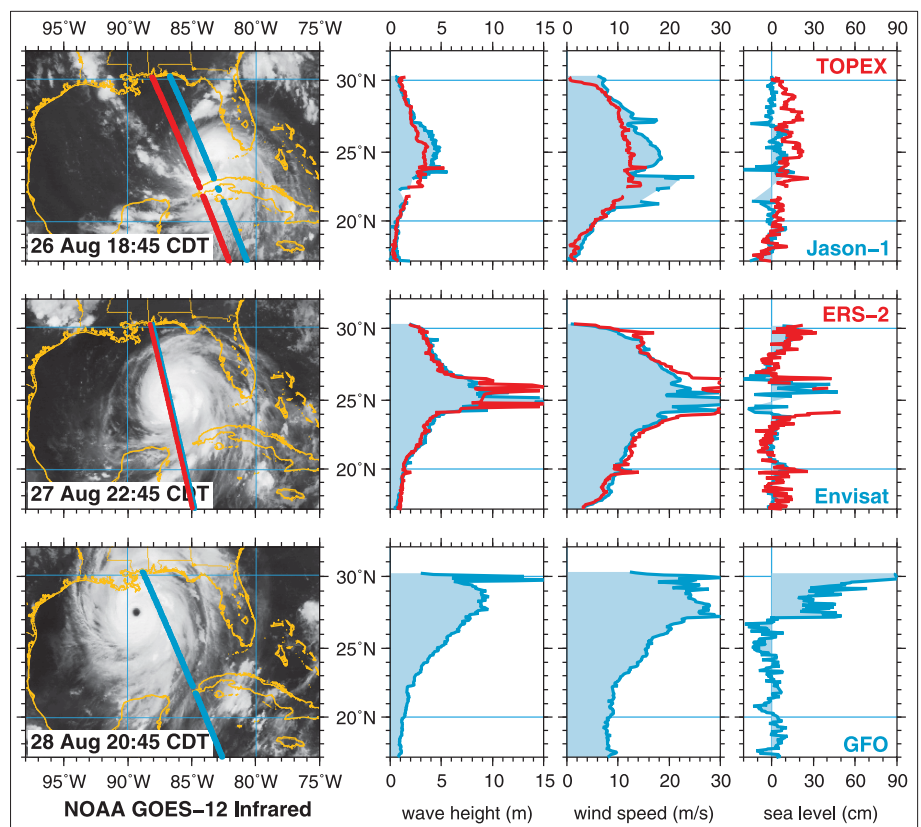 95˚W 90˚W 85˚W 80˚W 75˚W 0 5 10 15 0 10 20 30 0 30 60 90
26 Aug 18:45 CDT
30˚N
25˚N
20˚N
TOPEX
Jason–1
27 Aug 22:45 CDT
30˚N
25˚N
20˚N
ERS–2
Envisat
28 Aug 20:45 CDT
30˚N
25˚N
20˚N
GFO
95˚W 90˚W 85˚W 80˚W 75˚W 0 5 10 15 0 10 20 30 0 30 60 90
NOAA GOES–12 Infrared wave height (m) wind speed (m/s) sea level (cm)